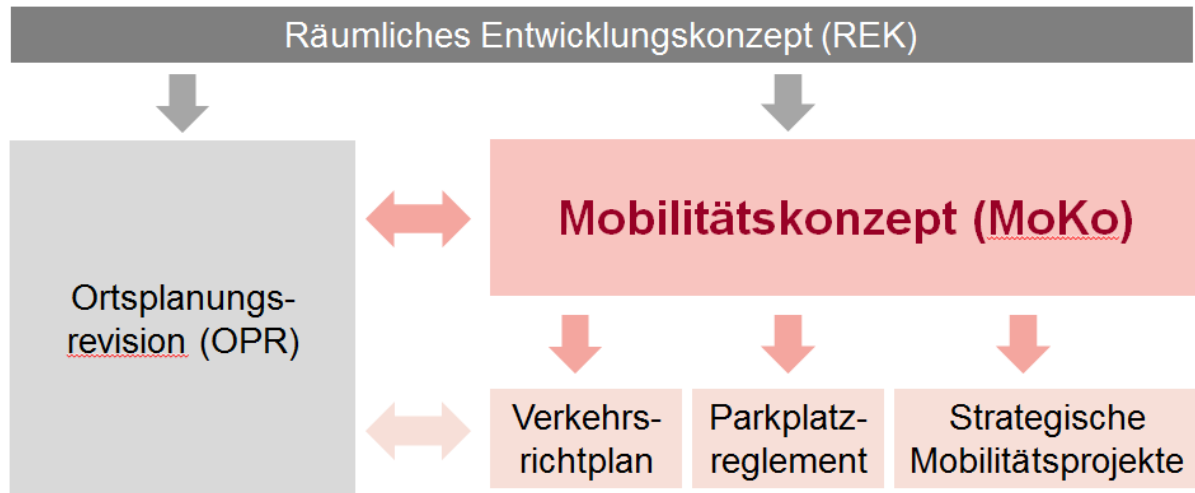 Räumliches Entwicklungskonzept (REK)
Ortsplanungs-
revision (OPR)
Mobilitätskonzept (MoKo)
Verkehrs-
richtplan
Parkplatz-
reglement
Strategische
Mobilitätsprojekte